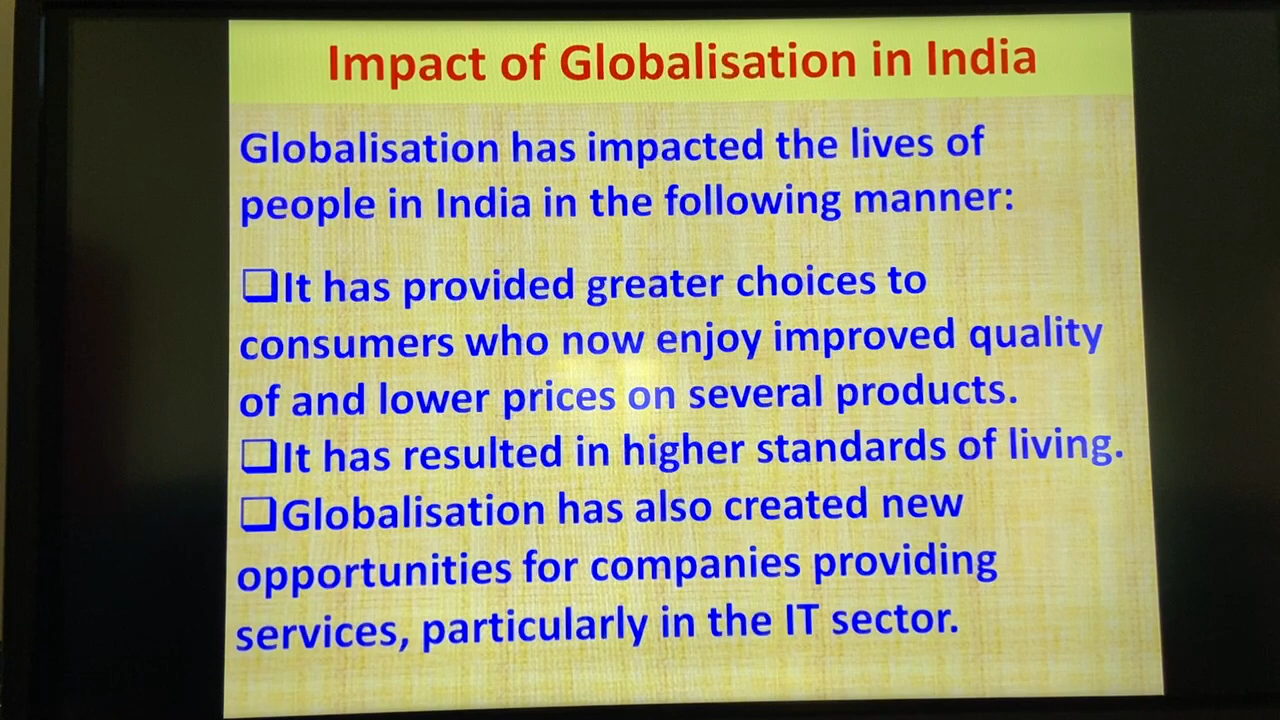 Impact of Globalisation in India
Globalisation has impacted the lives of
people in India in the following manner:
❑It has provided greater choices to
consumers who now enjoy improved quality
of and lower prices on several products.
❑It has resulted in higher standards of living.
❑Globalisation has also created new
opportunities for companies providing
services, particularly in the IT sector.